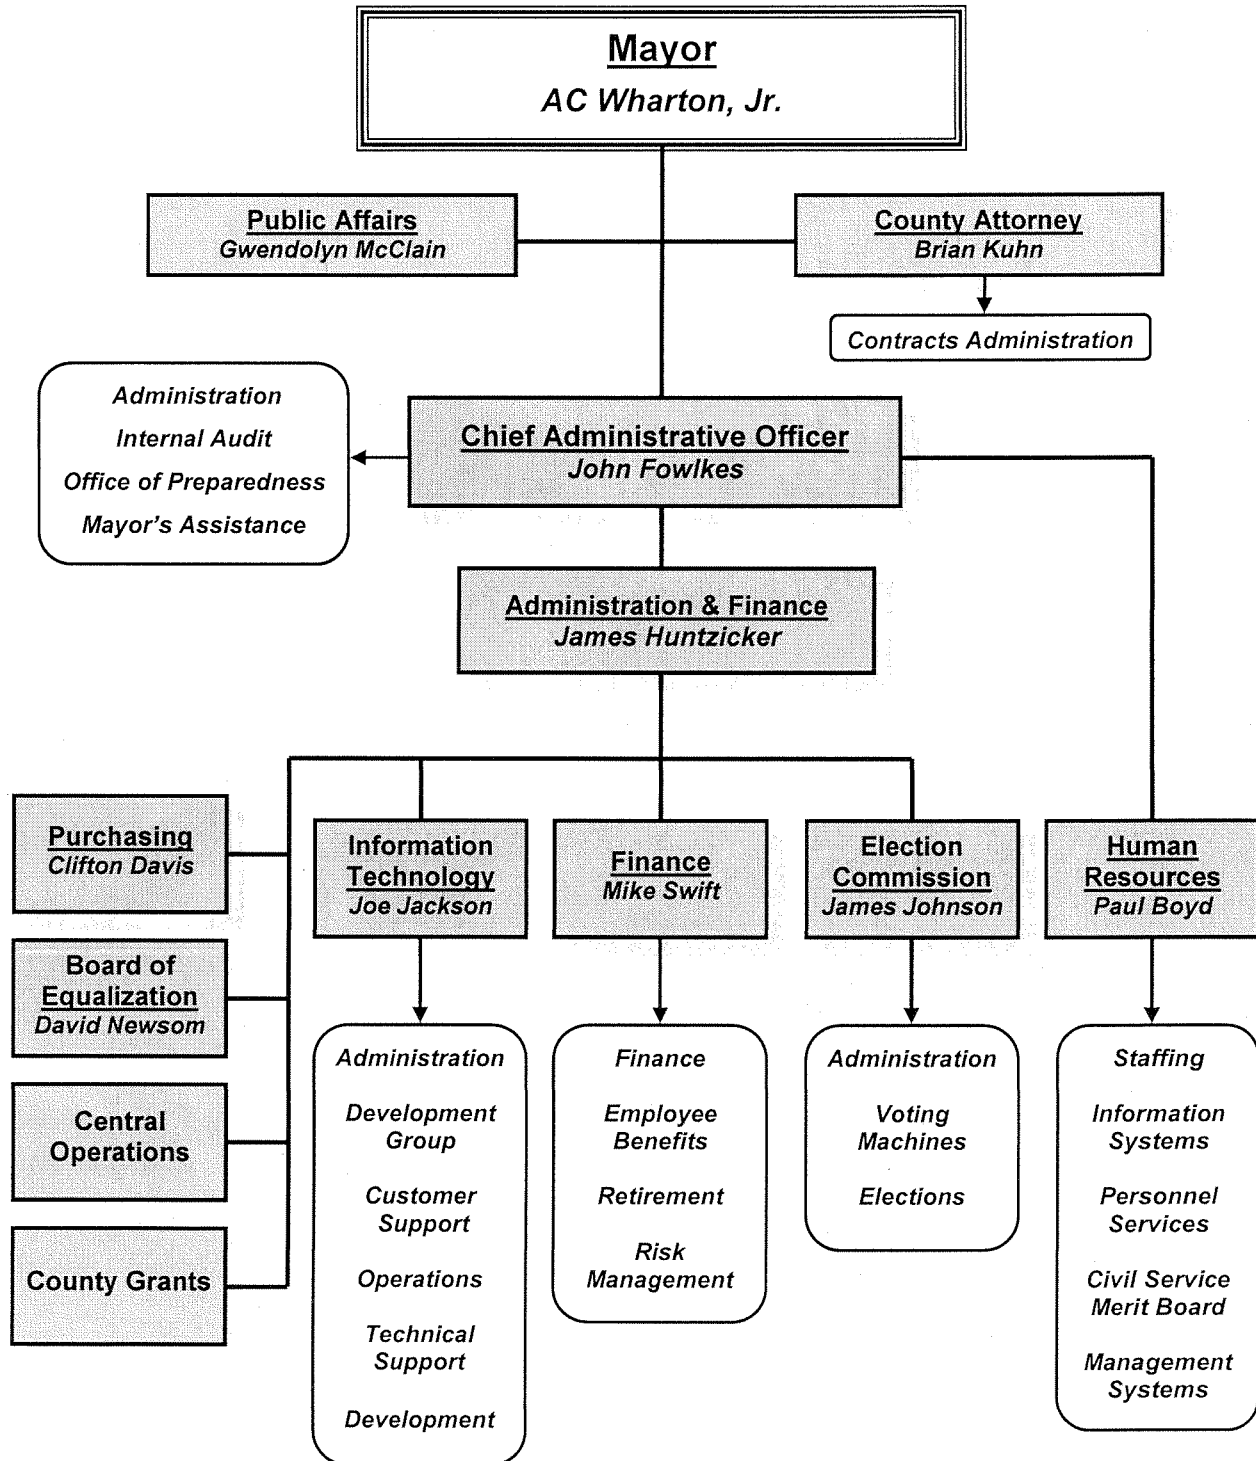 Mayor
AC Wharton, Jr.
Public Affairs
Gwendolyn McClain
County Attorney
Brian Kuhn
Contracts Administration
Administration
Internal Audit
Office of Preparedness
Mayor's Assistance
Chief Administrative Officer
John Fowlkes
Administration & Finance
James Huntzicker
Purchasing
Clifton Davis
Board of
Equalization
David Newsom
Central
Operations
County Grants
Information
Technology
Joe Jackson
Finance
Mike Swift
Election
Commission
James Johnson
Human
Resources
Paul Boyd
Administration
Development
Group
Customer
Support
Operations
Technical
Support
Development
Finance
Employee
Benefits
Retirement
Risk
Management
Administration
Voting
Machines
Elections
Staffing
Information
Systems
Personnel
Services
Civil Service
Merit Board
Management
Systems